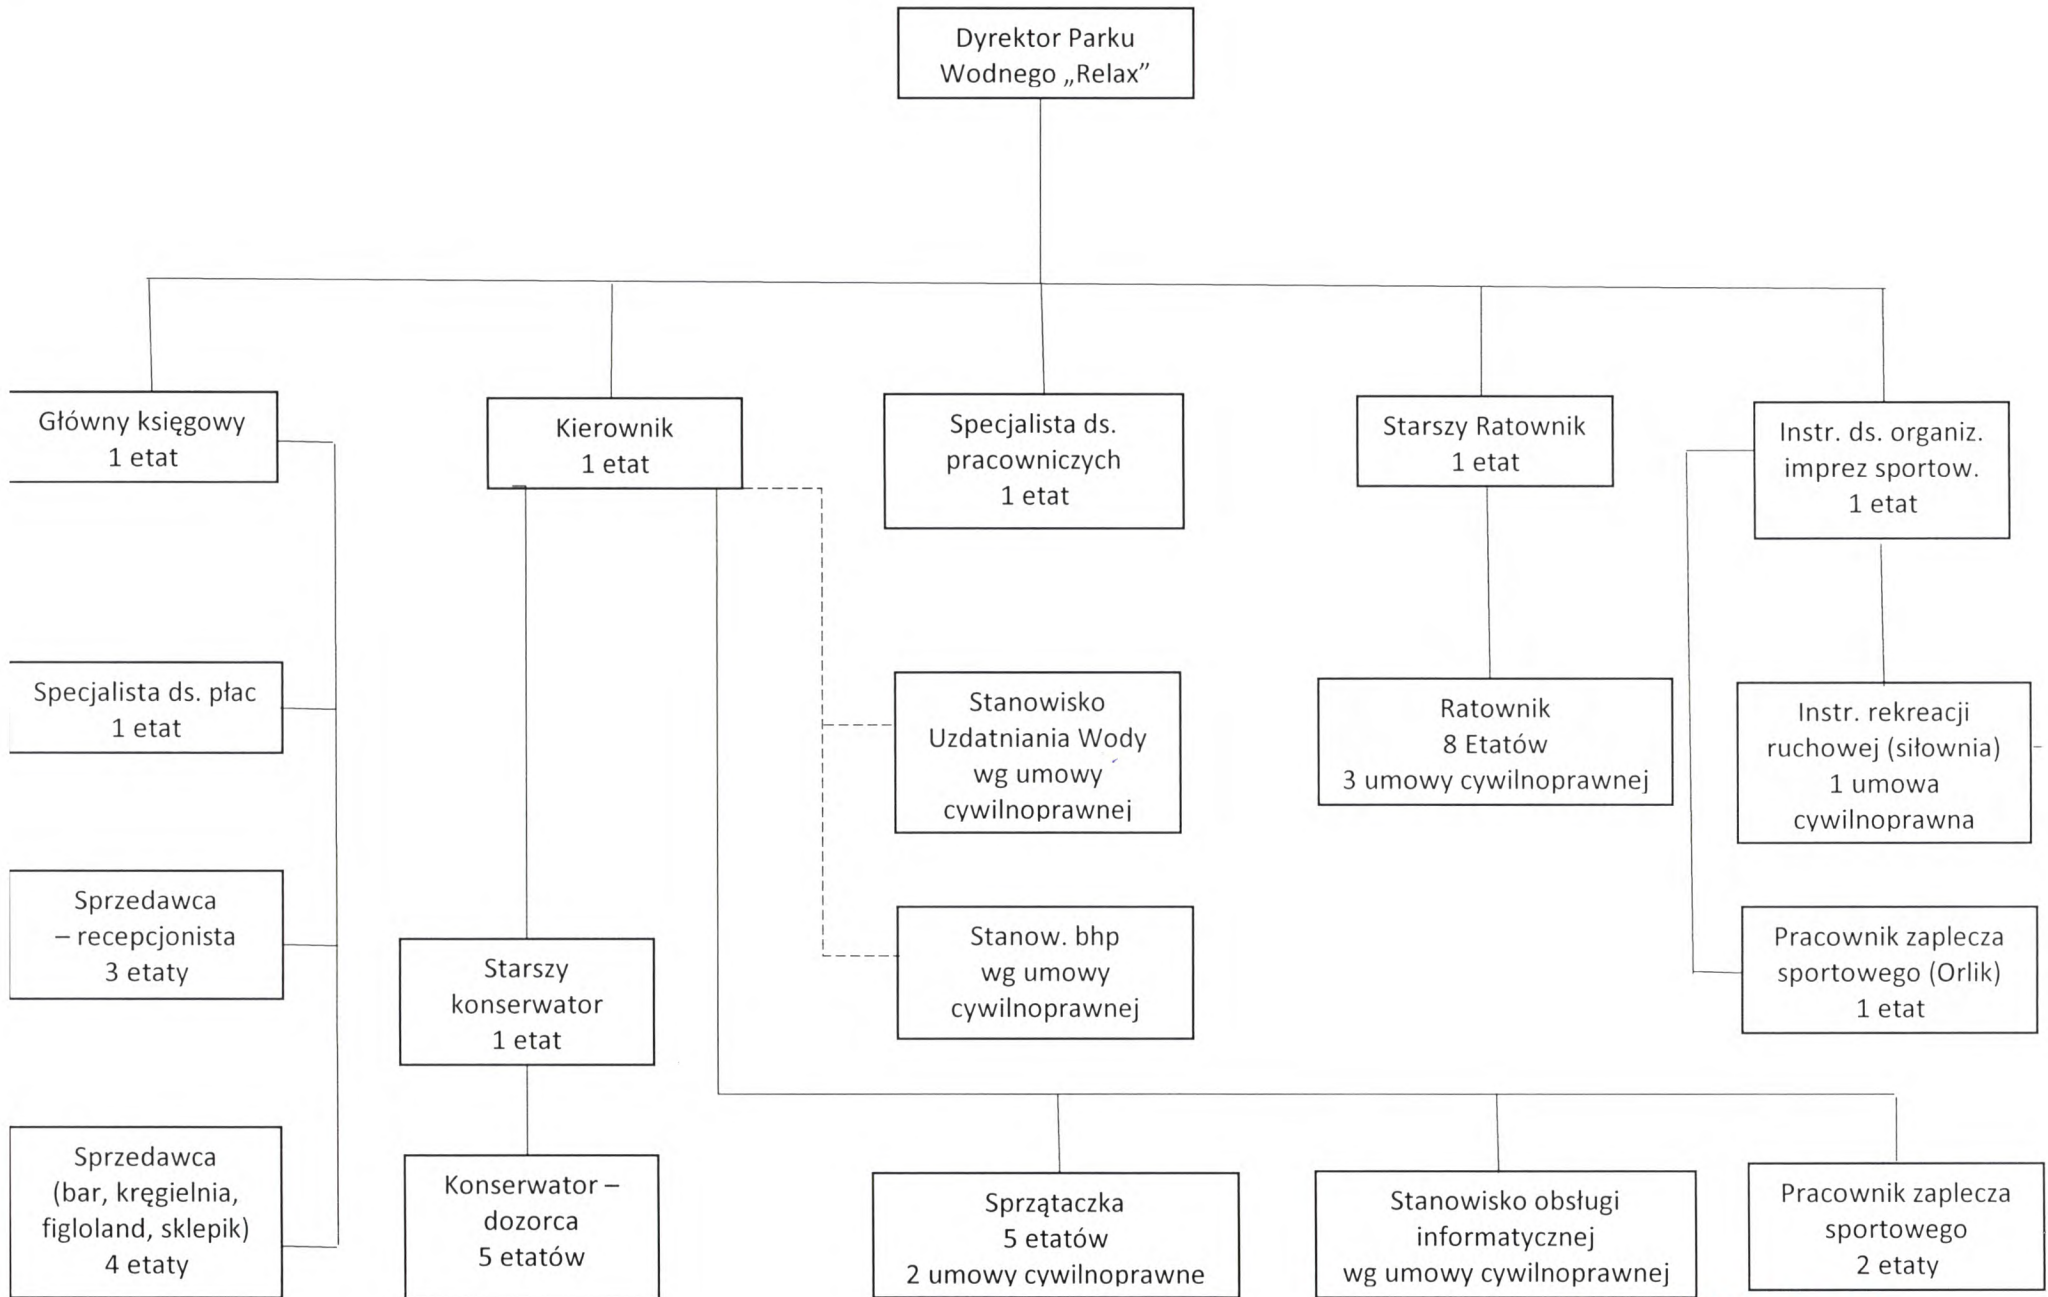 Dyrektor Parku
Wodnego „Relax”
Główny księgowy
1 etat
Kierownik
1 etat
Specjalista ds.
pracowniczych
1 etat
Starszy Ratownik
1 etat
Instr. ds. organiz.
imprez sportow.
1 etat
Specjalista ds. płac
1 etat
Stanowisko
Uzdatniania Wody
wg umowy
cywilnoprawnej
Ratownik
8 Etatów
3 umowy cywilnoprawnej
Instr. rekreacji
ruchowej (siłownia)
1 umowa
cywilnoprawna
Sprzedawca
– recepcjonista
3 etaty
Starszy
konserwator
1 etat
Stanow. bhp
wg umowy
cywilnoprawnej
Pracownik zaplecza
sportowego (Orlik)
1 etat
Sprzedawca
(bar, kręgielnia,
figloland, sklepik)
4 etaty
Konserwator –
dozorca
5 etatów
Sprzątaczka
5 etatów
2 umowy cywilnoprawne
Stanowisko obsługi
informatycznej
wg umowy cywilnoprawnej
Pracownik zaplecza
sportowego
2 etaty